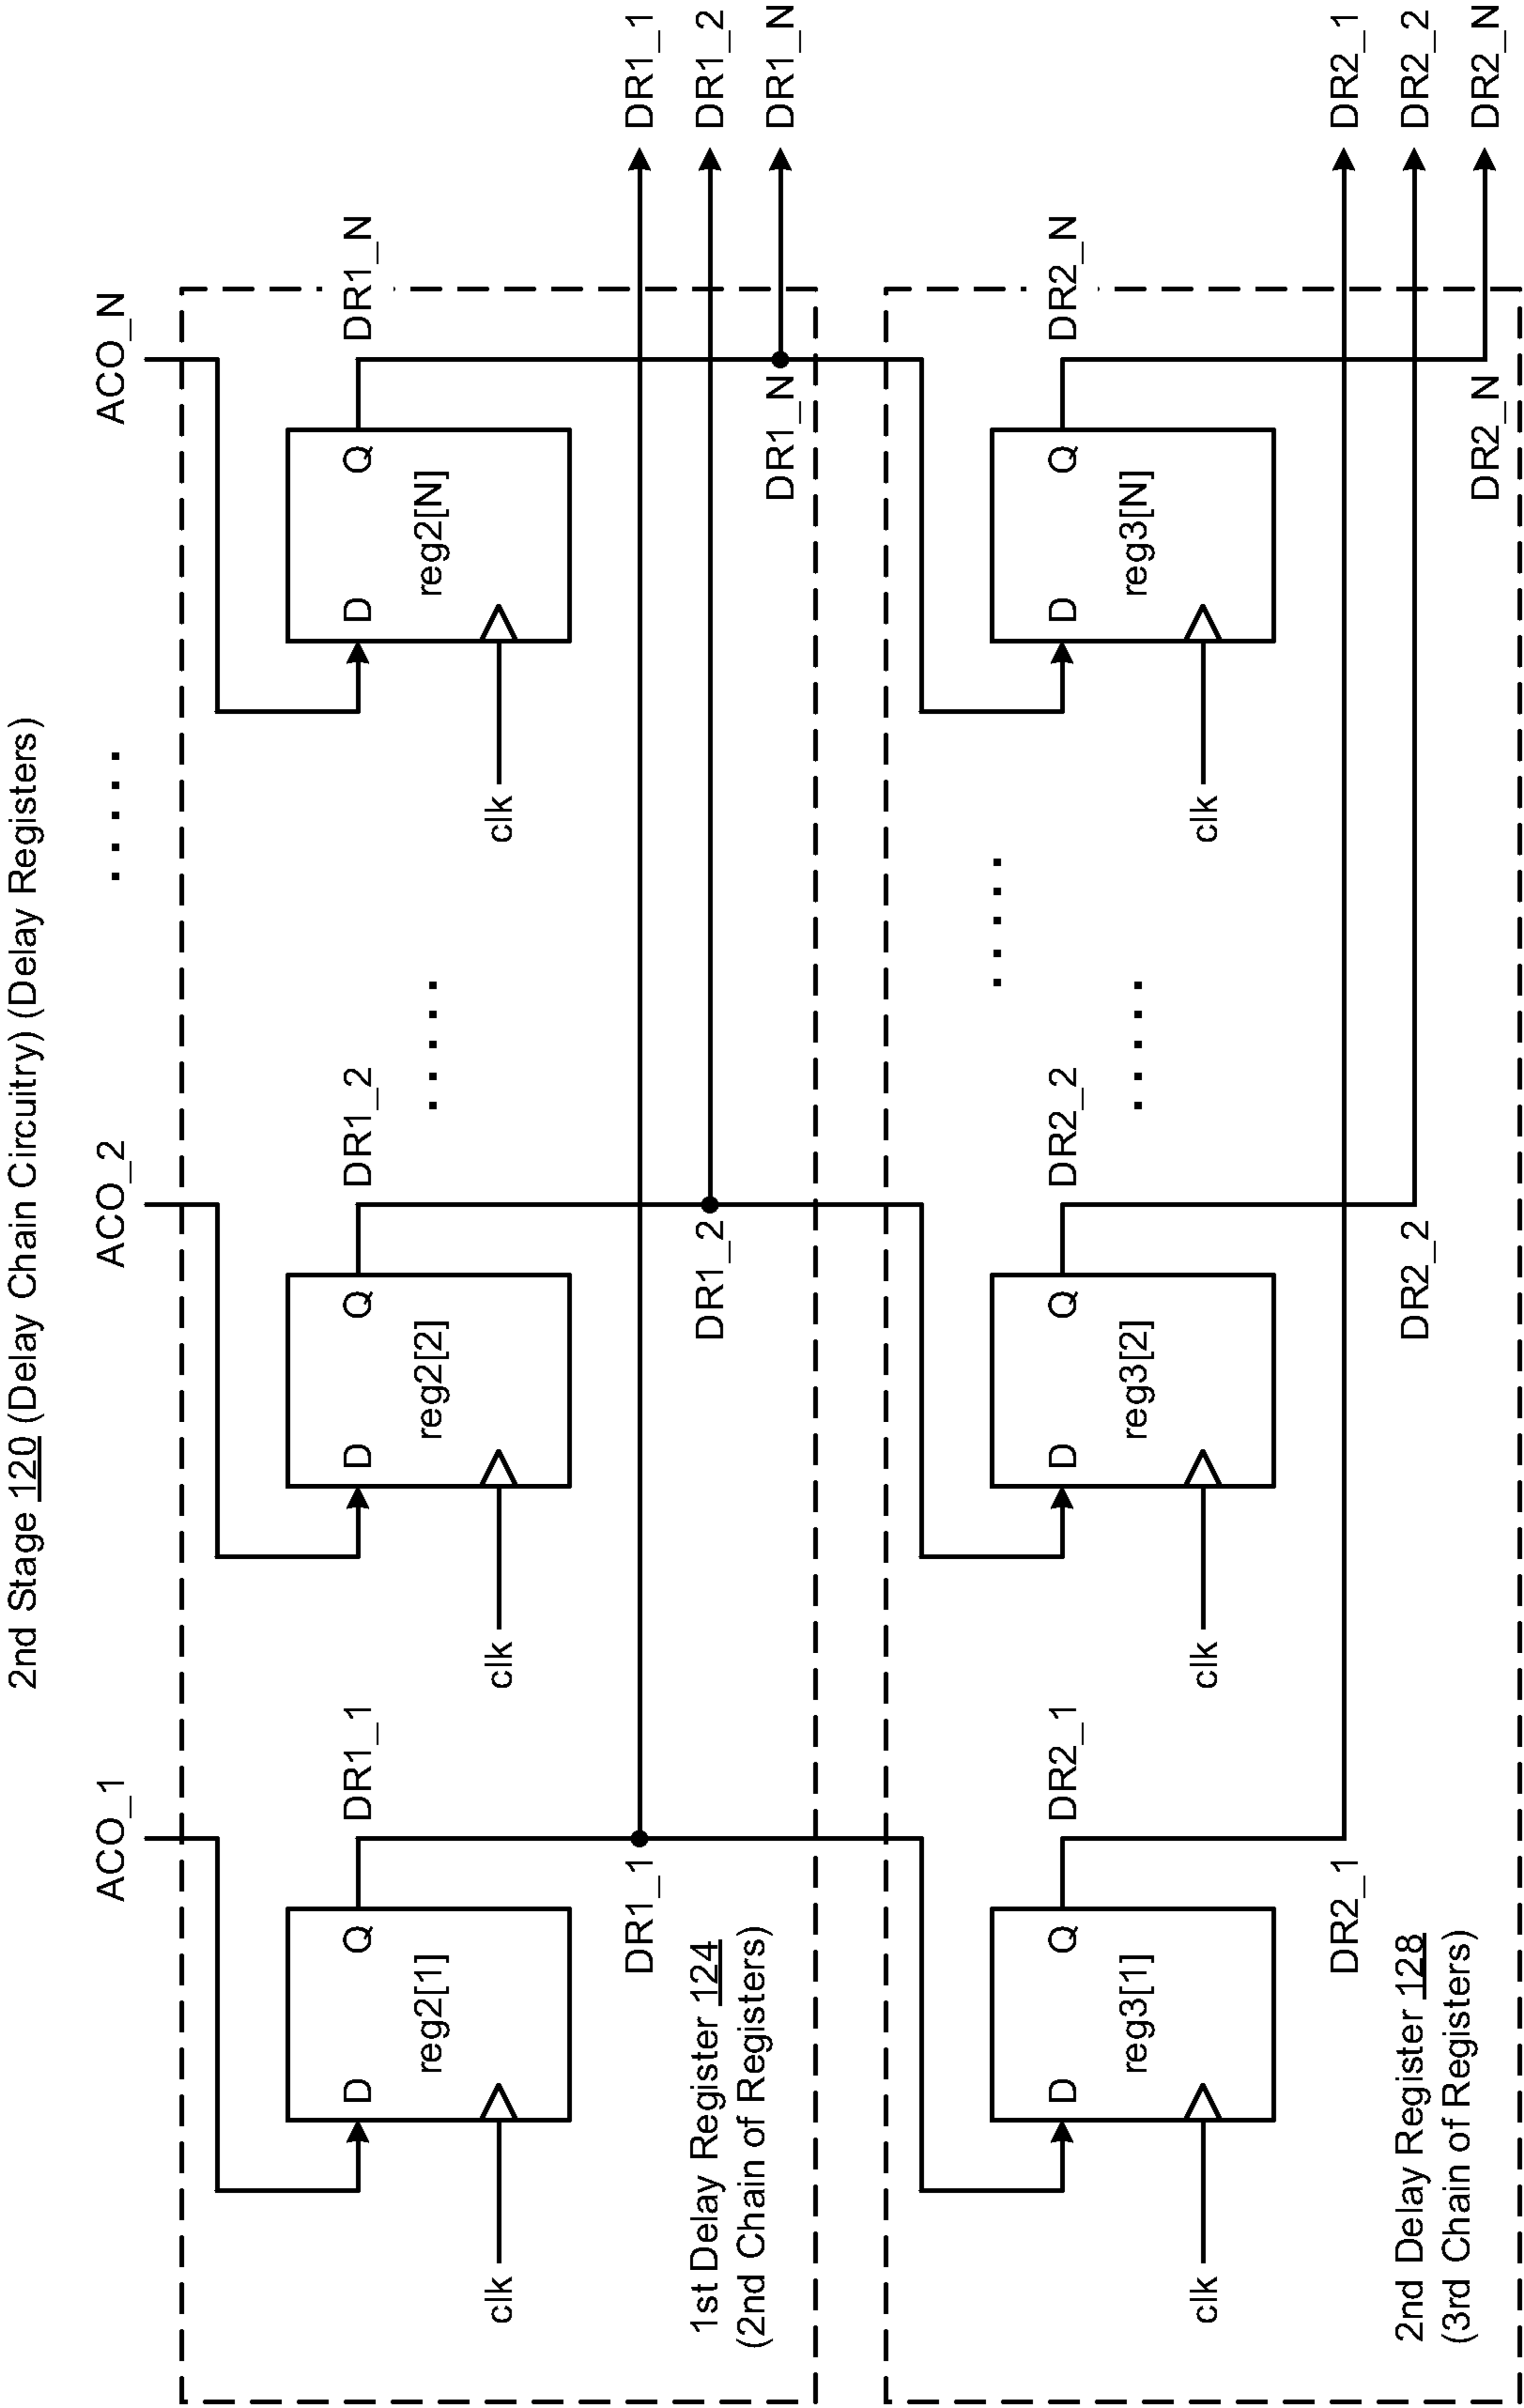 2nd Stage 120 (Delay Chain Circuitry) (Delay Registers)
ACO_1
ACO_2
. . . . .
ACO_N
DR1_1
DR1_2
DR1_N
D
Q
reg2[1]
clk
D
Q
reg2[2]
clk
. . . . .
D
Q
reg2[N]
clk
DR1_1
DR1_1
1st Delay Register 124
DR1_2
DR1_2
(2nd Chain of Registers)
DR1_N
DR1_N
. . . . .
DR2_1
DR2_2
DR2_N
D
Q
reg3[1]
clk
D
Q
reg3[2]
clk
. . . . .
D
Q
reg3[N]
clk
DR2_1
DR2_1
2nd Delay Register 128
DR2_2
DR2_2
(3rd Chain of Registers)
DR2_N
DR2_N